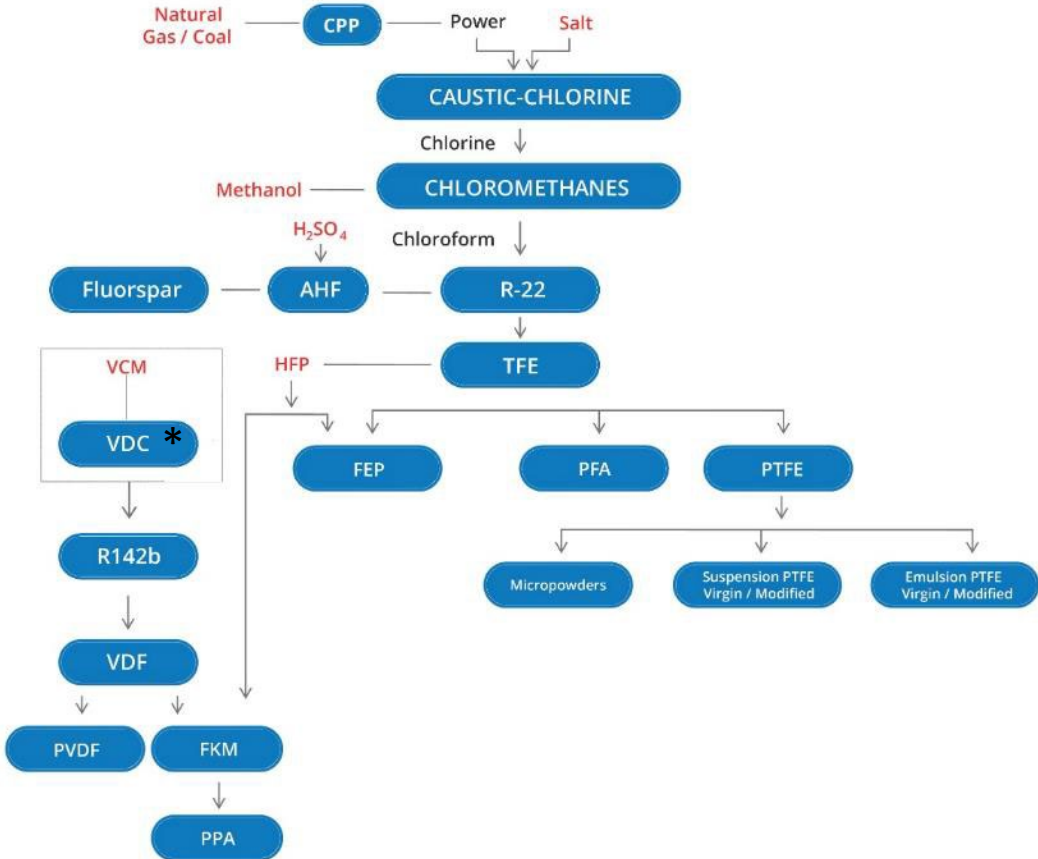 Natural
Gas / Coal
CPP
Power
Salt
CAUSTIC-CHLORINE
Chlorine
Methanol
CHLOROMETHANES
H₂SO₄
Chloroform
Fluorspar
AHF
R-22
VCM
HFP
TFE
VDC *
FEP
PFA
PTFE
R142b
Micropowders
Suspension PTFE
Virgin / Modified
Emulsion PTFE
Virgin / Modified
VDF
PVDF
FKM
PPA